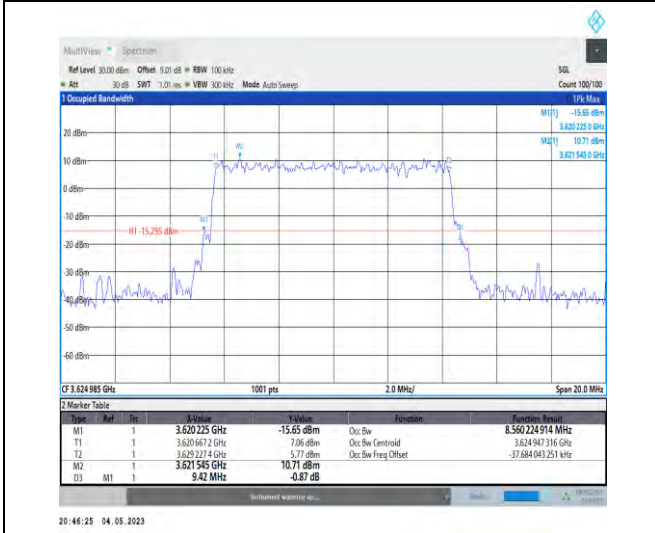 MultiView Spectrum
Ref Level 30.00 dBm Offset 9.01 dB RBW 100 kHz SGL
Att 30 dB SWT 1.01 ms VBW 300 kHz Mode Auto Sweep Count 100/100
1 Occupied Bandwidth 1Pk Max
M1[1] -15.65 dBm
3.620 225 0 GHz
M2[1] 10.71 dBm
3.621 545 0 GHz
20 dBm
M2
T1
10 dBm
0 dBm
-10 dBm
H1 -15.295 dBm
-20 dBm
-30 dBm
-40 dBm
-50 dBm
-60 dBm
CF 3.624 985 GHz 1001 pts 2.0 MHz/ Span 20.0 MHz
2 Marker Table
Type Ref Trc X-Value Y-Value Function Function Result
M1 1 3.620 225 GHz -15.65 dBm Occ Bw 8.560 224 914 MHz
T1 1 3.620 667 2 GHz 7.06 dBm Occ Bw Centroid 3.624 947 316 GHz
T2 1 3.629 227 4 GHz 5.77 dBm Occ Bw Freq Offset -37.684 043 251 kHz
M2 1 3.621 545 GHz 10.71 dBm
D3 M1 1 9.42 MHz -0.87 dB
Instrument warming up...
20:46:25 04.05.2023